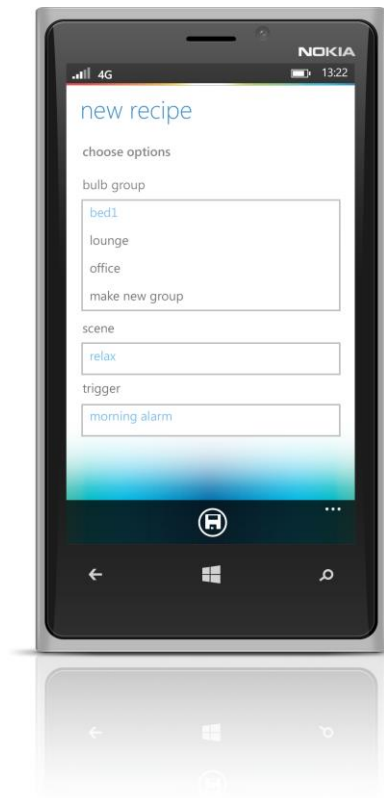 NOKIA
4G 13:22
new recipe
choose options
bulb group
bed1
lounge
office
make new group
scene
relax
trigger
morning alarm
...